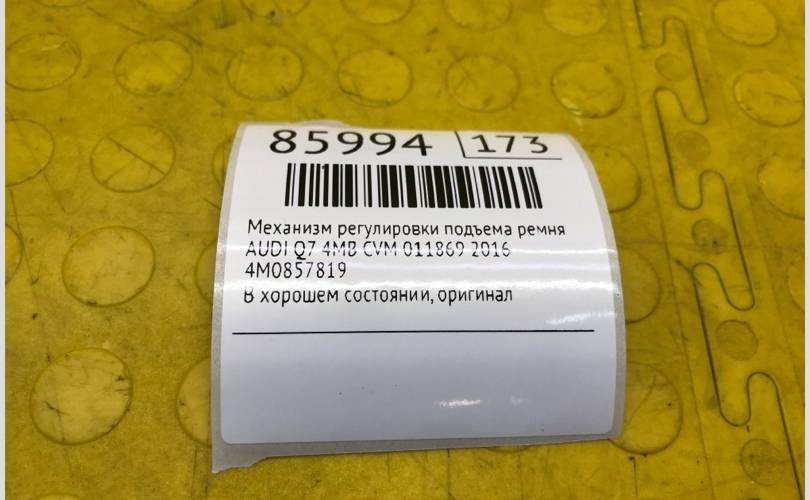 85994 173
Механизм регулировки подъема ремня
AUDI Q7 4MB CVM 011869 2016
4M0857819
В хорошем состоянии, оригинал